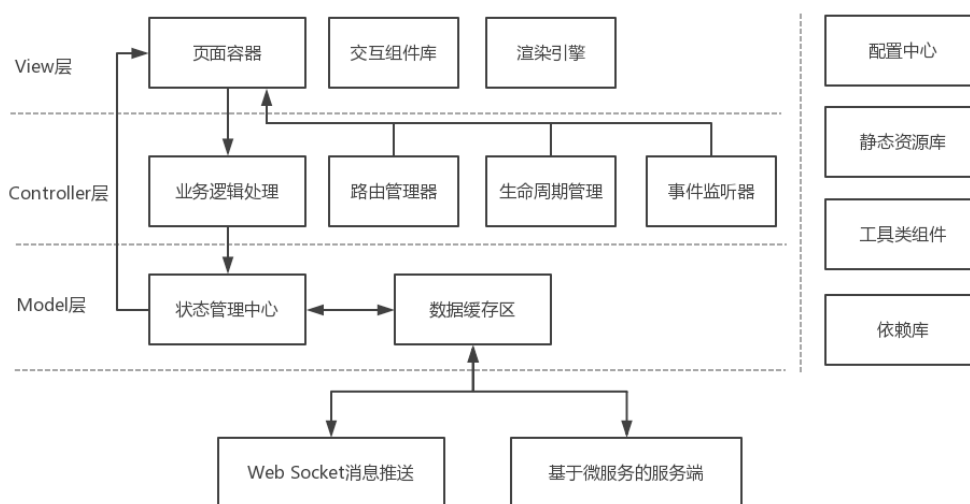 View层
页面容器
交互组件库
渲染引擎
Controller层
业务逻辑处理
路由管理器
生命周期管理
事件监听器
Model层
状态管理中心
数据缓存区
Web Socket消息推送
基于微服务的服务端
配置中心
静态资源库
工具类组件
依赖库